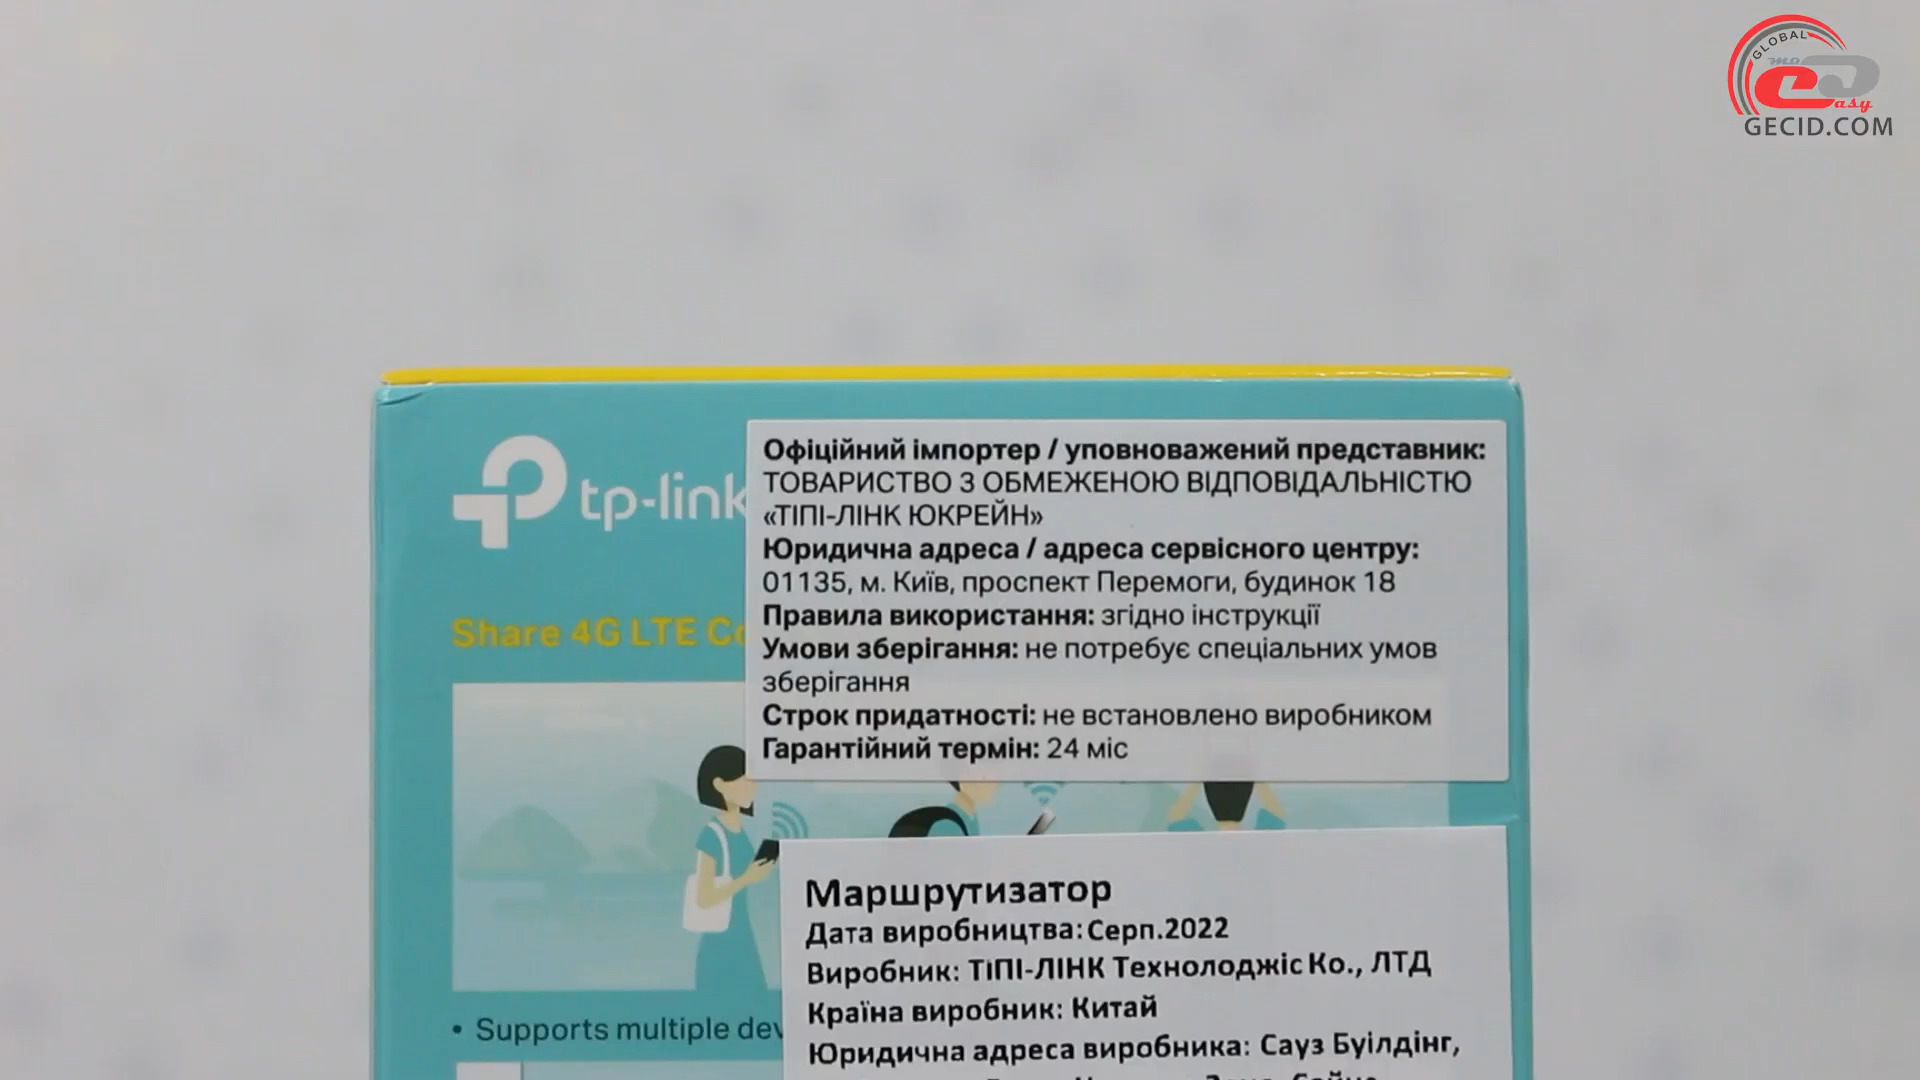 GLOBAL
easy
GECID.COM
tp-link
Share 4G LTE
Офіційний імпортер / уповноважений представник:
ТОВАРИСТВО З ОБМЕЖЕНОЮ ВІДПОВІДАЛЬНІСТЮ
«ТІПІ-ЛІНК ЮКРЕЙН»
Юридична адреса / адреса сервісного центру:
01135, м. Київ, проспект Перемоги, будинок 18
Правила використання: згідно інструкції
Умови зберігання: не потребує спеціальних умов
зберігання
Строк придатності: не встановлено виробником
Гарантійний термін: 24 міс
Маршрутизатор
Дата виробництва: Серп.2022
Виробник: ТІПІ-ЛІНК Технолоджіс Ко., ЛТД
Країна виробник: Китай
Юридична адреса виробника: Сауз Буілдінг,
• Supports multiple